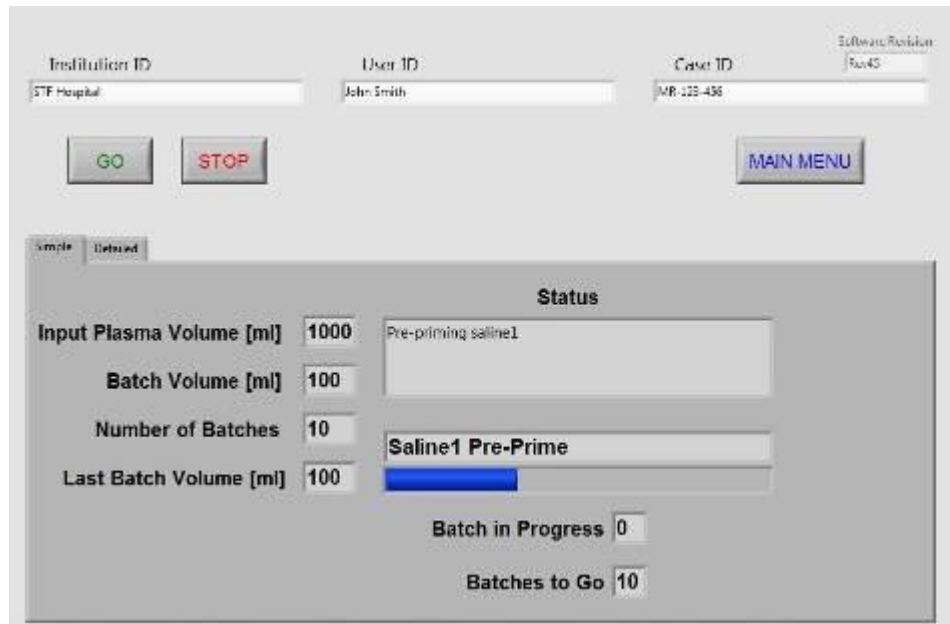 Software Revision
Institution ID User ID Case ID Rev45
STF Hospital John Smith MR-123-456
GO STOP MAIN MENU
Simple Detailed
Status
Input Plasma Volume [ml] 1000 Pre-priming saline1
Batch Volume [ml] 100
Number of Batches 10
Saline1 Pre-Prime
Last Batch Volume [ml] 100
Batch in Progress 0
Batches to Go 10